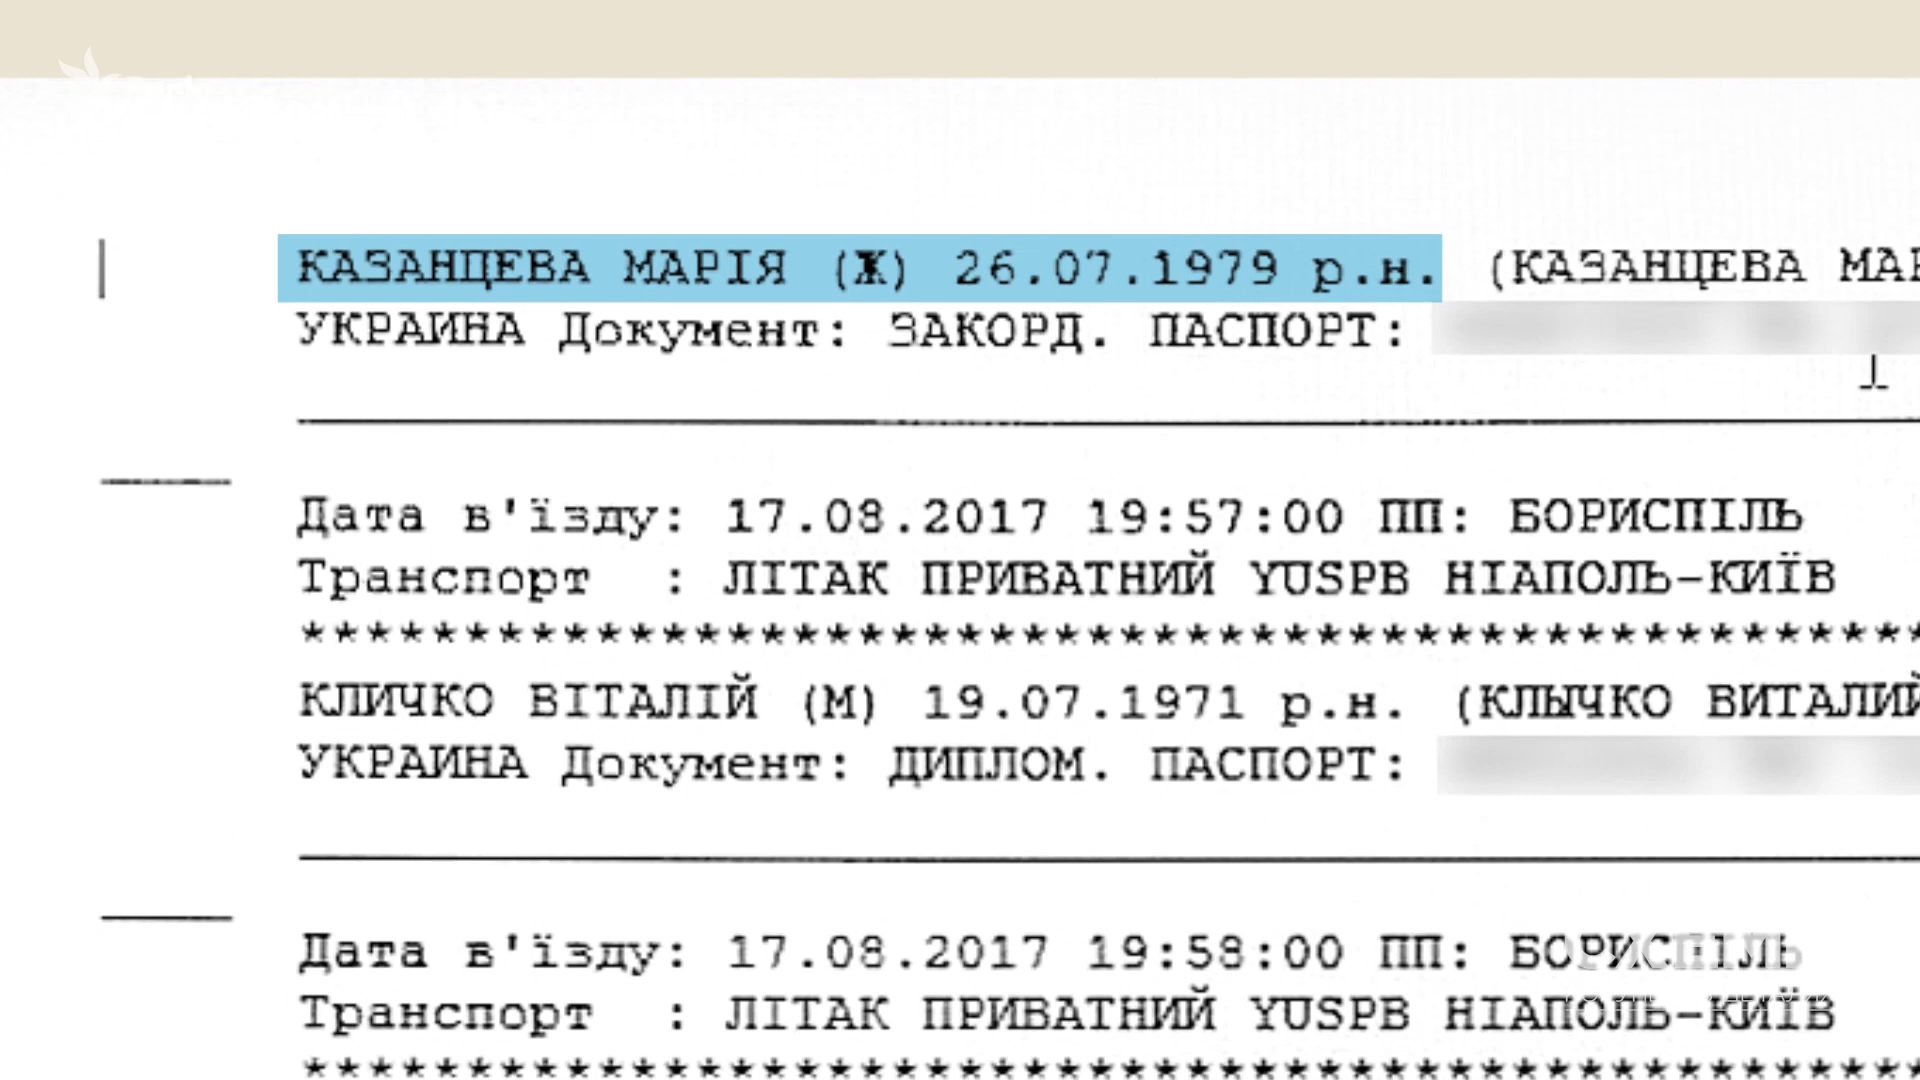 КАЗАНЦЕВА МАРІЯ (Ж) 26.07.1979 р.н. (КАЗАНЦЕВА
УКРАИНА Документ: ЗАКОРД. ПАСПОРТ:
Дата в'їзду: 17.08.2017 19:57:00 ПП: БОРИСПІЛЬ
Транспорт : ЛІТАК ПРИВАТНИЙ YUSPB НІАПОЛЬ-КИЇВ
*************************************************
КЛИЧКО ВІТАЛІЙ (М) 19.07.1971 р.н. (КЛЫЧКО ВИТАЛИЙ
УКРАИНА Документ: ДИПЛОМ. ПАСПОРТ:
Дата в'їзду: 17.08.2017 19:58:00 ПП: БОРИСПІЛЬ
Транспорт : ЛІТАК ПРИВАТНИЙ YUSPB НІАПОЛЬ-КИЇВ
*************************************************